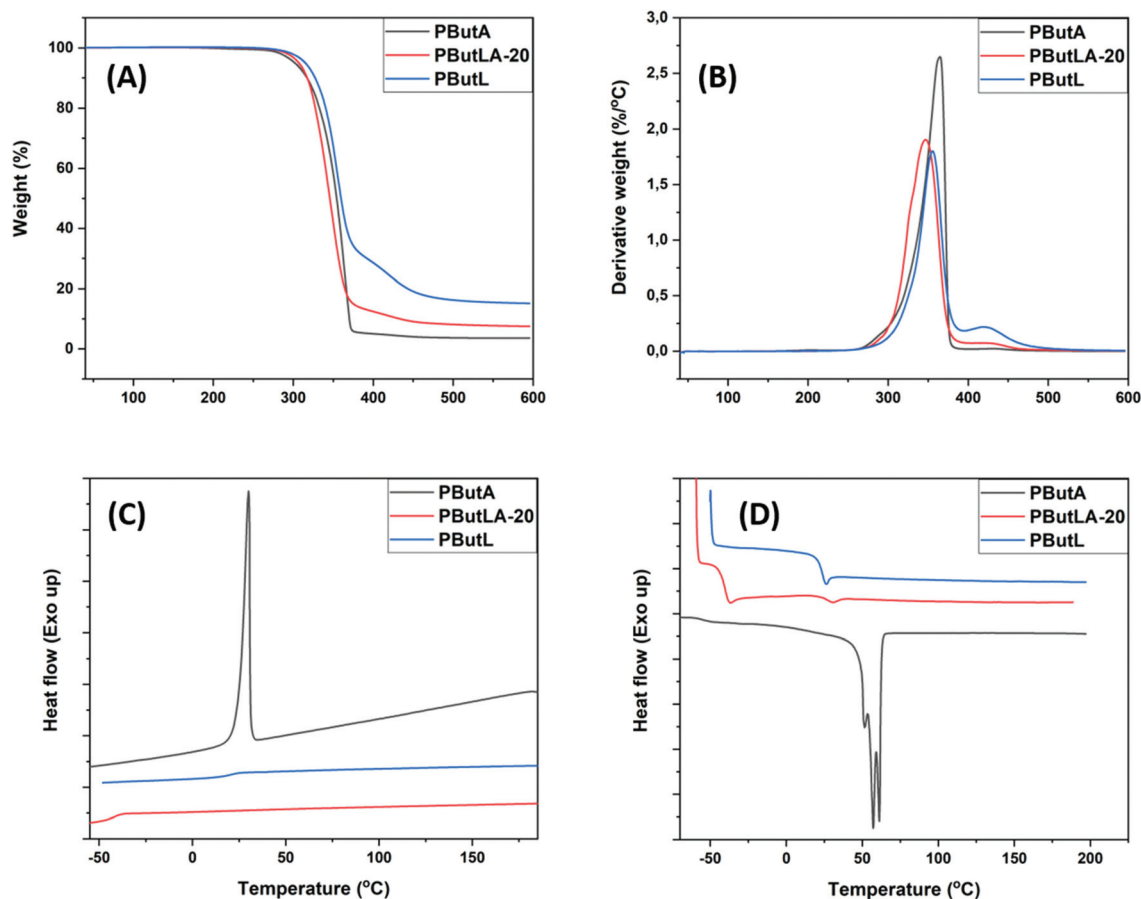 PButA
PButLA-20
PButL
(A)
Weight (%)
100
80
60
40
20
0
100 200 300 400 500 600
PButA
PButLA-20
PButL
(B)
Derivative weight (%/ºC)
3,0
2,5
2,0
1,5
1,0
0,5
0,0
100 200 300 400 500 600
PButA
PButLA-20
PButL
(C)
Heat flow (Exo up)
-50 0 50 100 150
Temperature (ºC)
PButA
PButLA-20
PButL
(D)
Heat flow (Exo up)
-50 0 50 100 150 200
Temperature (ºC)